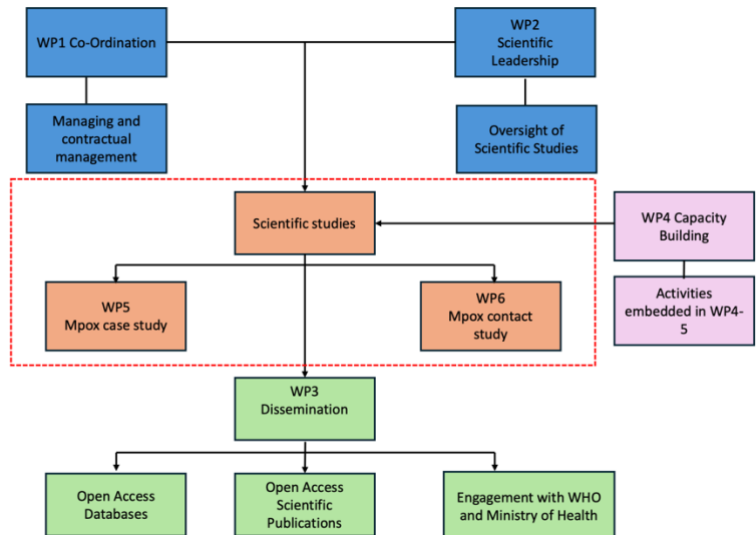 WP1 Co-Ordination
WP2
Scientific
Leadership
Managing and
contractual
management
Oversight of
Scientific Studies
Scientific studies
WP4 Capacity
Building
WP5
Mpox case study
WP6
Mpox contact
study
Activities
embedded in WP4-
5
WP3
Dissemination
Open Access
Databases
Open Access
Scientific
Publications
Engagement with WHO
and Ministry of Health